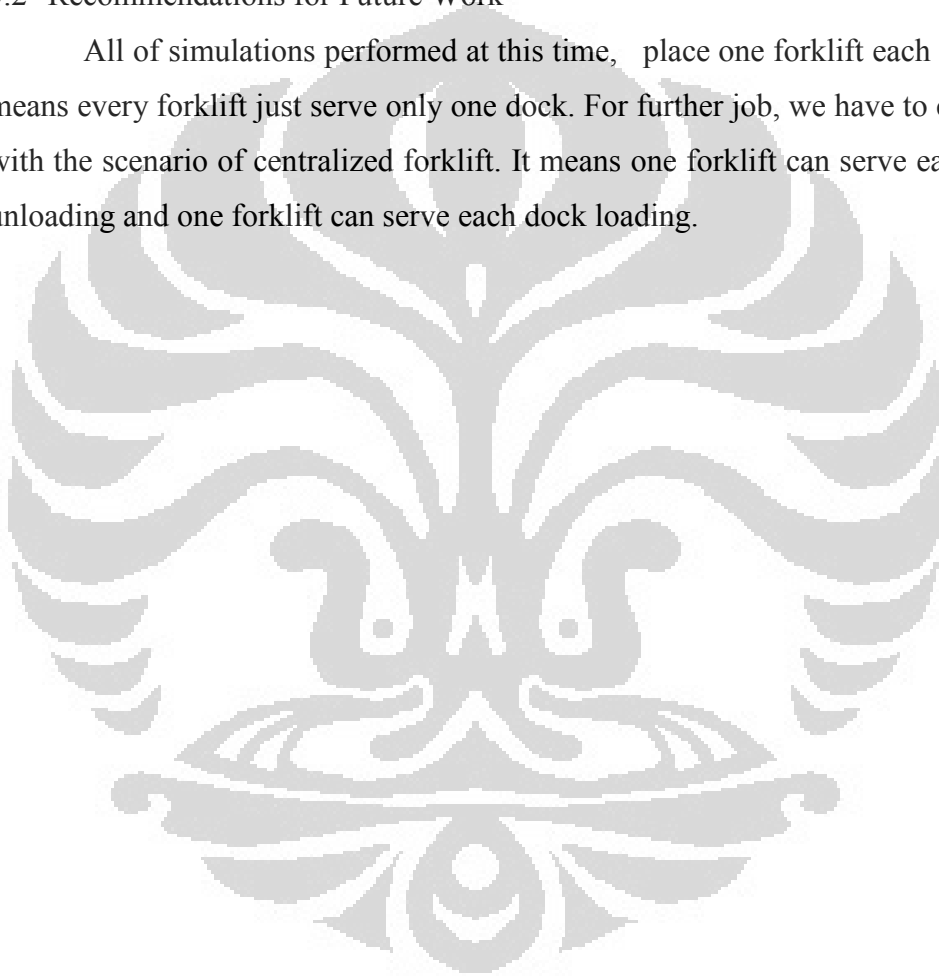 .2 Recommendations for Future Work
All of simulations performed at this time, place one forklift each
means every forklift just serve only one dock. For further job, we have to
with the scenario of centralized forklift. It means one forklift can serve
unloading and one forklift can serve each dock loading.